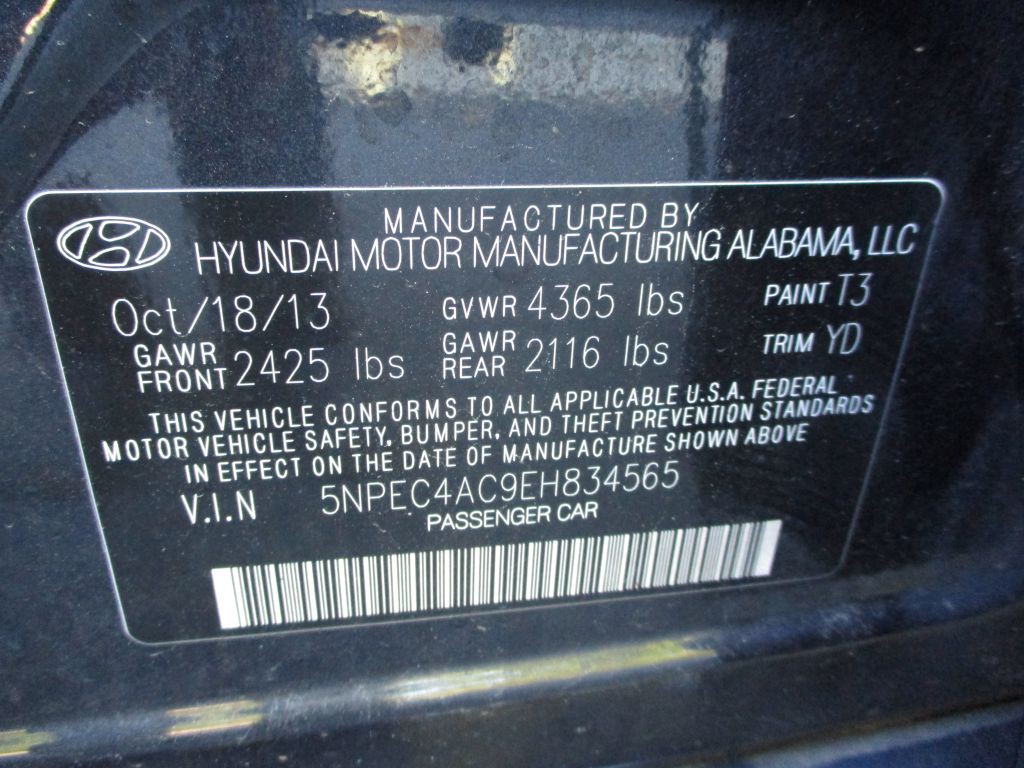 MANUFACTURED BY
HYUNDAI MOTOR MANUFACTURING ALABAMA, LLC
Oct/18/13 GVWR 4365 lbs PAINT T3
GAWR FRONT 2425 lbs GAWR REAR 2116 lbs TRIM YD
THIS VEHICLE CONFORMS TO ALL APPLICABLE U.S.A. FEDERAL
MOTOR VEHICLE SAFETY, BUMPER, AND THEFT PREVENTION STANDARDS
IN EFFECT ON THE DATE OF MANUFACTURE SHOWN ABOVE
V.I.N 5NPEC4AC9EH834565
PASSENGER CAR